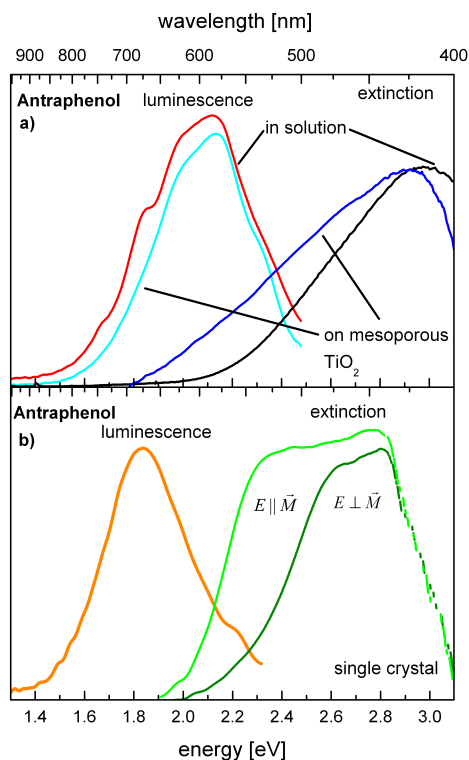 wavelength [nm]
900 800 700 600 500 400
Antraphenol
luminescence
extinction
a)
in solution
on mesoporous
TiO₂
Antraphenol
extinction
b)
luminescence
E ∥ M⃗
E ⊥ M⃗
single crystal
1.4 1.6 1.8 2.0 2.2 2.4 2.6 2.8 3.0
energy [eV]